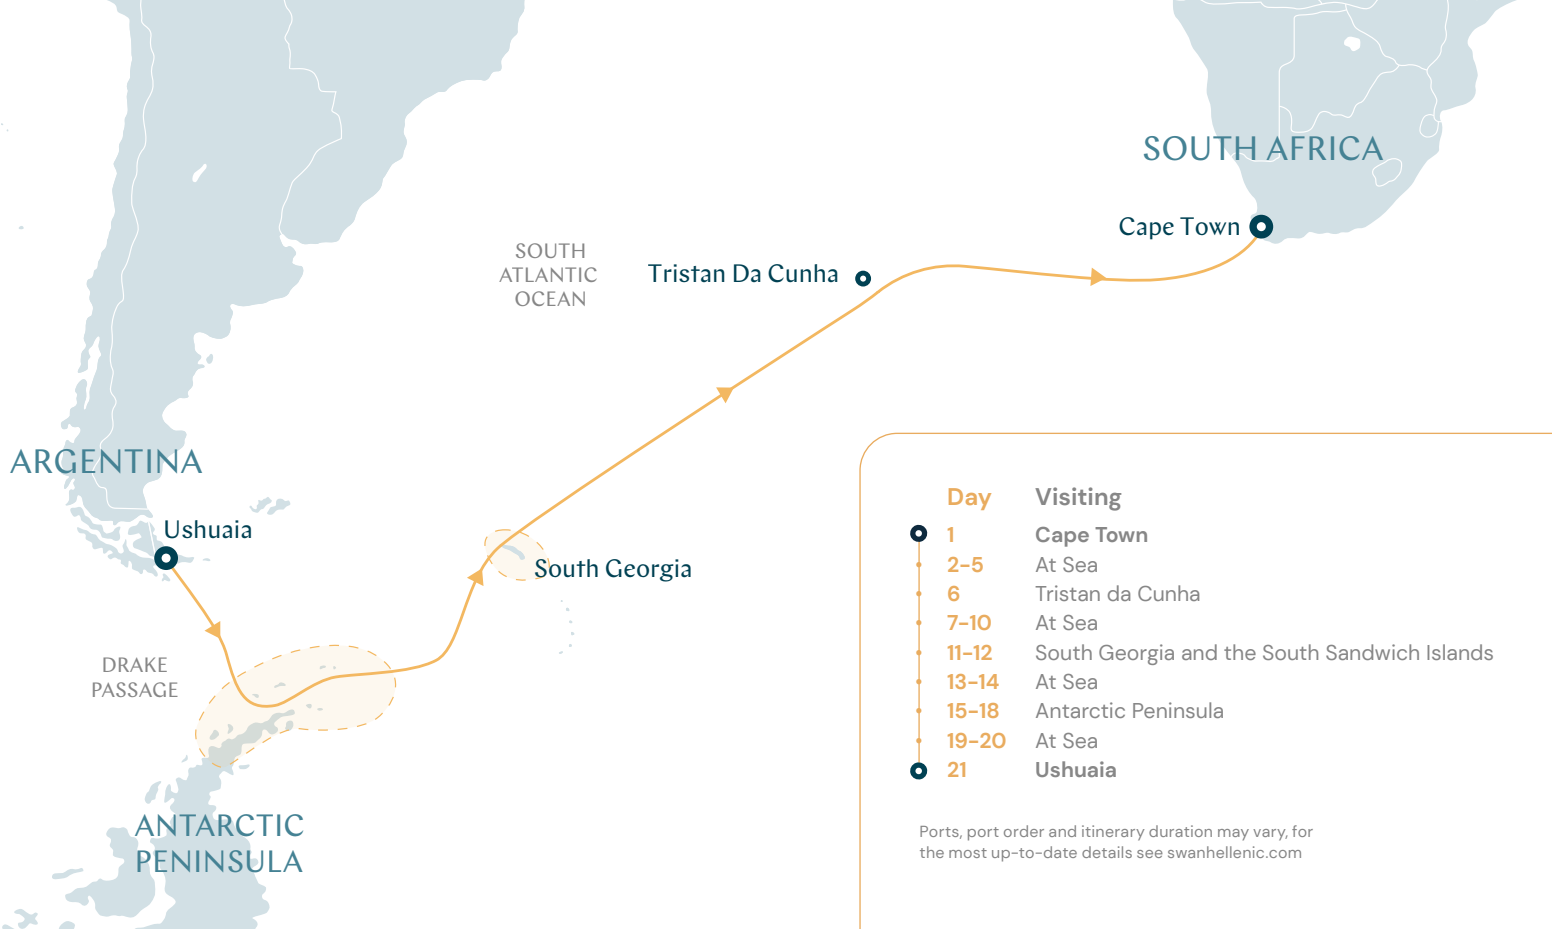 SOUTH AFRICA
Cape Town
SOUTH
ATLANTIC
OCEAN
Tristan Da Cunha
ARGENTINA
Ushuaia
South Georgia
DRAKE
PASSAGE
ANTARCTIC
PENINSULA
Day Visiting
1 Cape Town
2-5 At Sea
6 Tristan da Cunha
7-10 At Sea
11-12 South Georgia and the South Sandwich Islands
13-14 At Sea
15-18 Antarctic Peninsula
19-20 At Sea
21 Ushuaia
Ports, port order and itinerary duration may vary, for
the most up-to-date details see swanhellenic.com